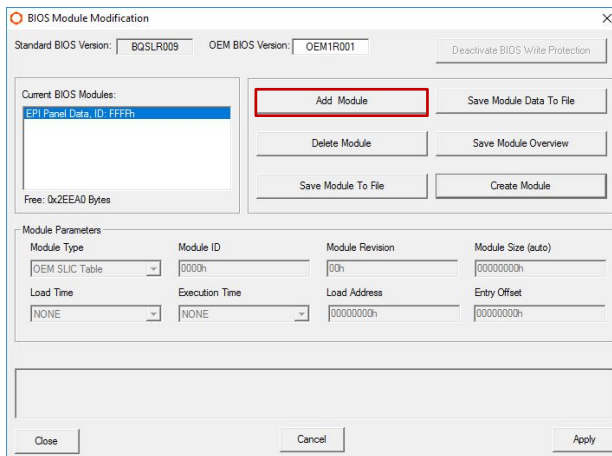 BIOS Module Modification
Standard BIOS Version: BQSLR009 OEM BIOS Version: OEM1R001 Deactivate BIOS Write Protection
Current BIOS Modules:
EPI Panel Data, ID: FFFFh
Free: 0x2EEA0 Bytes
Add Module Save Module Data To File
Delete Module Save Module Overview
Save Module To File Create Module
Module Parameters
Module Type Module ID Module Revision Module Size (auto)
OEM SLIC Table 0000h 00h 00000000h
Load Time Execution Time Load Address Entry Offset
NONE NONE 00000000h 00000000h
Close Cancel Apply